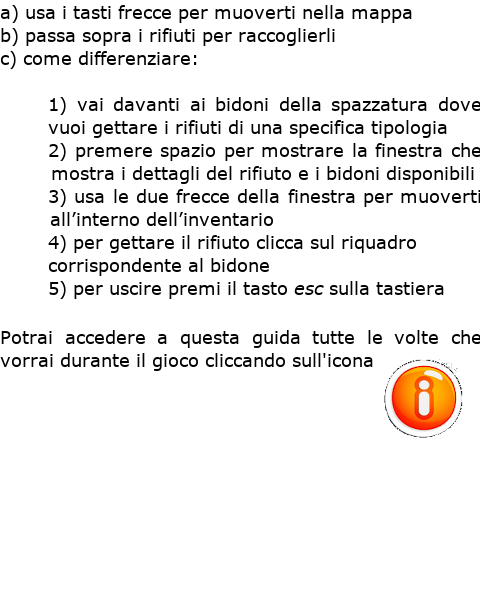 a) usa i tasti frecce per muoverti nella mappa
b) passa sopra i rifiuti per raccoglierli
c) come differenziare:
1) vai davanti ai bidoni della spazzatura dove
vuoi gettare i rifiuti di una specifica tipologia
2) premere spazio per mostrare la finestra che
mostra i dettagli del rifiuto e i bidoni disponibili
3) usa le due frecce della finestra per muoverti
all’interno dell’inventario
4) per gettare il rifiuto clicca sul riquadro
corrispondente al bidone
5) per uscire premi il tasto esc sulla tastiera
Potrai accedere a questa guida tutte le volte che
vorrai durante il gioco cliccando sull'icona
i